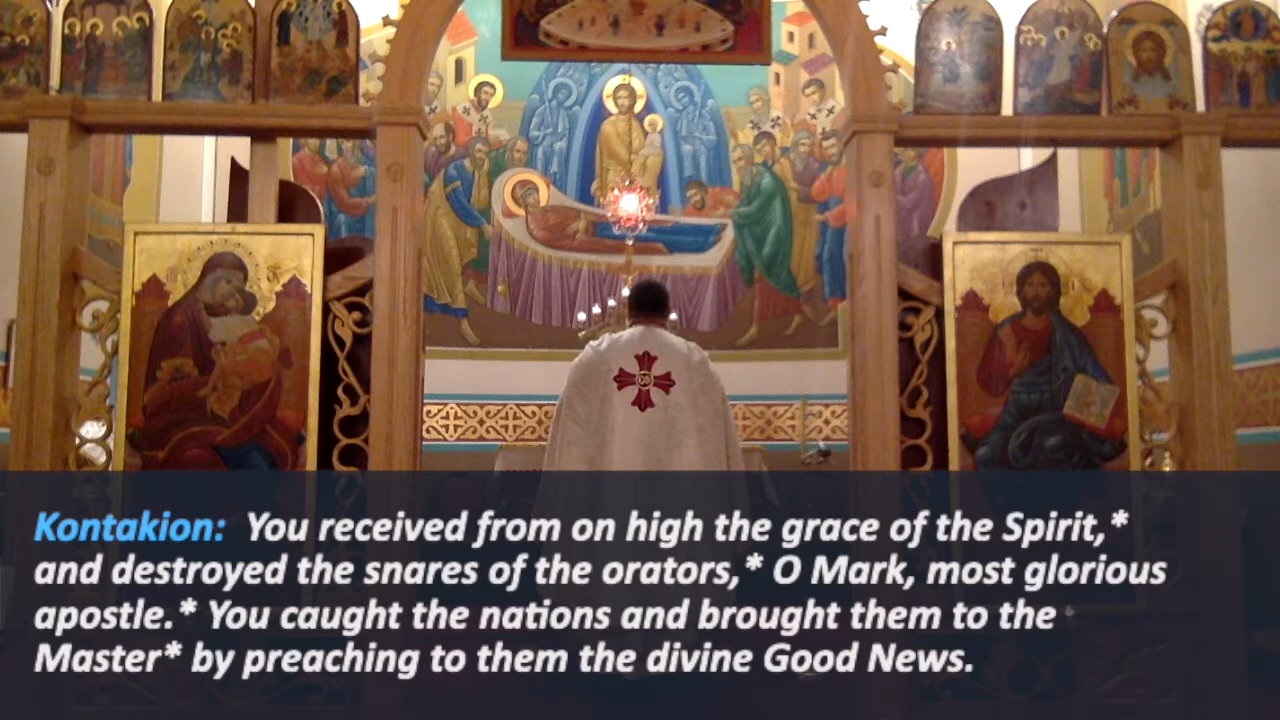 Kontakion: You received from on high the grace of the Spirit,*
and destroyed the snares of the orators,* O Mark, most glorious
apostle.* You caught the nations and brought them to the
Master* by preaching to them the divine Good News.